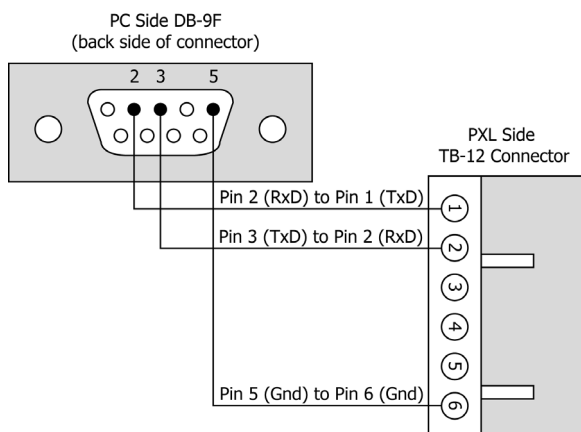 PC Side DB-9F
(back side of connector)
2 3 5
PXL Side
TB-12 Connector
Pin 2 (RxD) to Pin 1 (TxD)
1
Pin 3 (TxD) to Pin 2 (RxD)
2
3
4
5
Pin 5 (Gnd) to Pin 6 (Gnd)
6